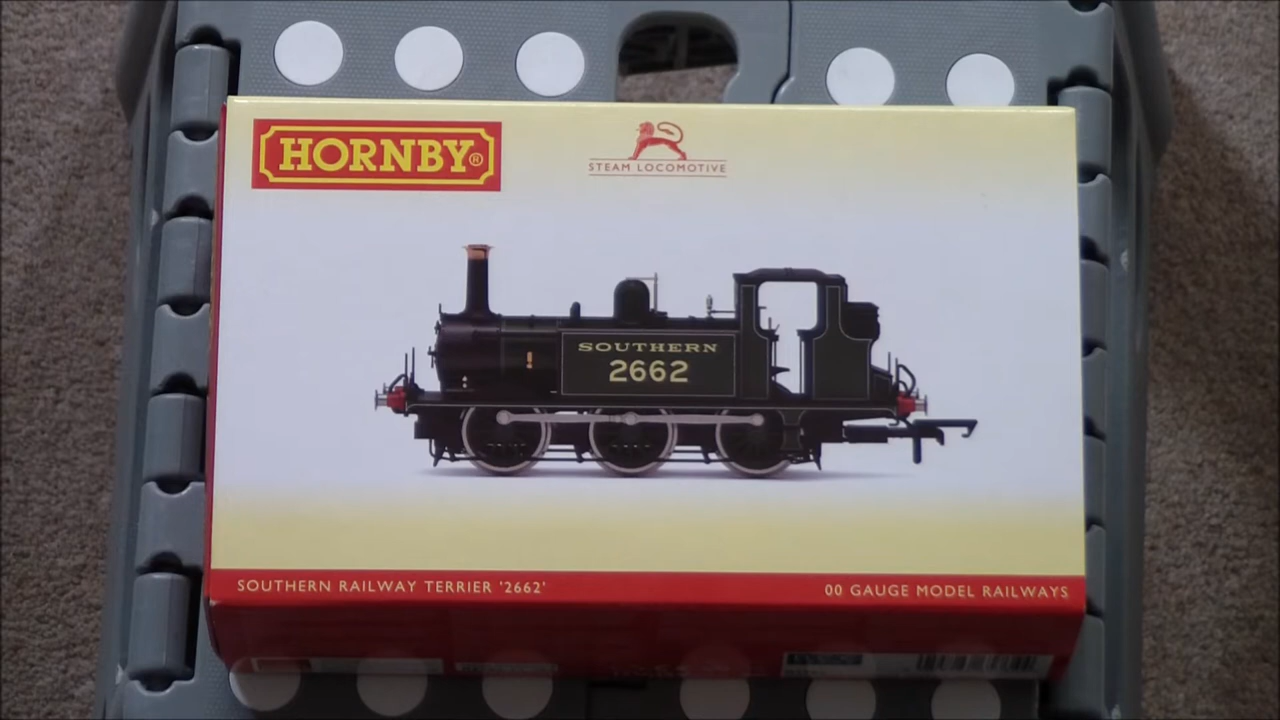 HORNBY®
STEAM LOCOMOTIVE
SOUTHERN
2662
SOUTHERN RAILWAY TERRIER '2662'
00 GAUGE MODEL RAILWAYS